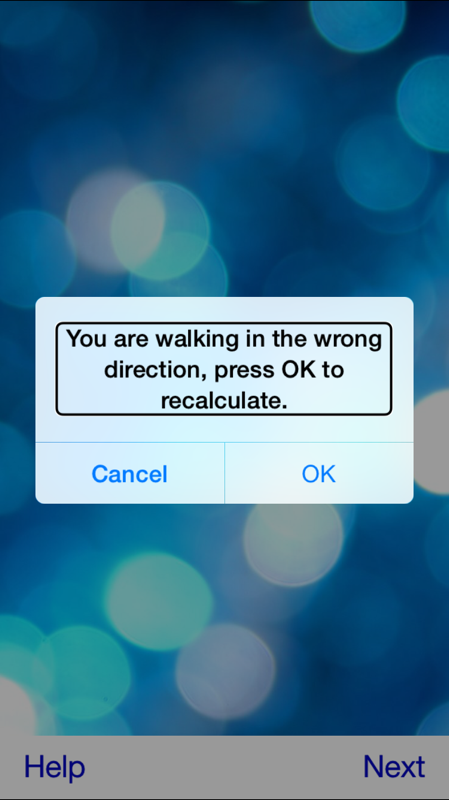 You are walking in the wrong
direction, press OK to
recalculate.
Cancel
OK
Help
Next